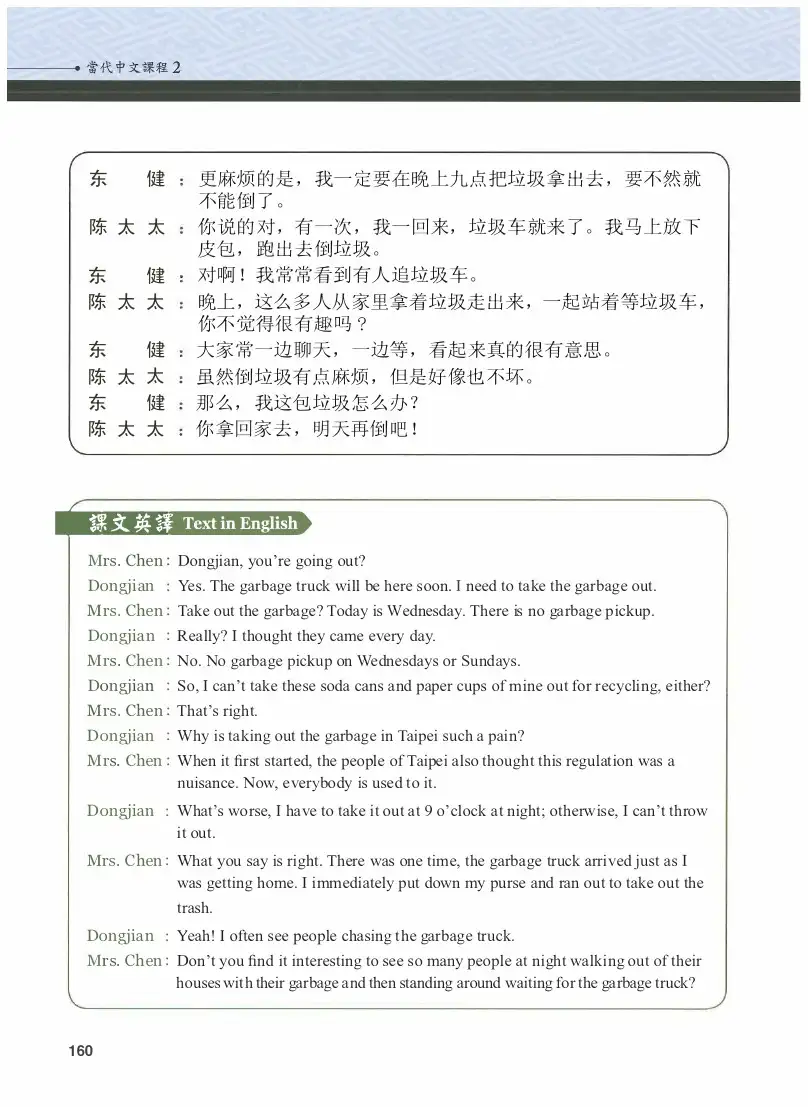 當代中文課程 2
东 健：更麻烦的是，我一定要在晚上九点把垃圾拿出去，要不然就
不能倒了。
陈太太：你说的对，有一次，我一回来，垃圾车就来了。我马上放下
皮包，跑出去倒垃圾。
东 健：对啊！我常常看到有人追垃圾车。
陈太太：晚上，这么多人从家里拿着垃圾走出来，一起站着等垃圾车，
你不觉得很有趣吗？
东 健：大家常一边聊天，一边等，看起来真的很有意思。
陈太太：虽然倒垃圾有点麻烦，但是好像也不坏。
东 健：那么，我这包垃圾怎么办？
陈太太：你拿回家去，明天再倒吧！
課文英譯 Text in English
Mrs. Chen: Dongjian, you're going out?
Dongjian : Yes. The garbage truck will be here soon. I need to take the garbage out.
Mrs. Chen: Take out the garbage? Today is Wednesday. There is no garbage pickup.
Dongjian : Really? I thought they came every day.
Mrs. Chen: No. No garbage pickup on Wednesdays or Sundays.
Dongjian : So, I can't take these soda cans and paper cups of mine out for recycling, either?
Mrs. Chen: That's right.
Dongjian : Why is taking out the garbage in Taipei such a pain?
Mrs. Chen: When it first started, the people of Taipei also thought this regulation was a
nuisance. Now, everybody is used to it.
Dongjian : What's worse, I have to take it out at 9 o'clock at night; otherwise, I can't throw
it out.
Mrs. Chen: What you say is right. There was one time, the garbage truck arrived just as I
was getting home. I immediately put down my purse and ran out to take out the
trash.
Dongjian : Yeah! I often see people chasing the garbage truck.
Mrs. Chen: Don't you find it interesting to see so many people at night walking out of their
houses with their garbage and then standing around waiting for the garbage truck?
160